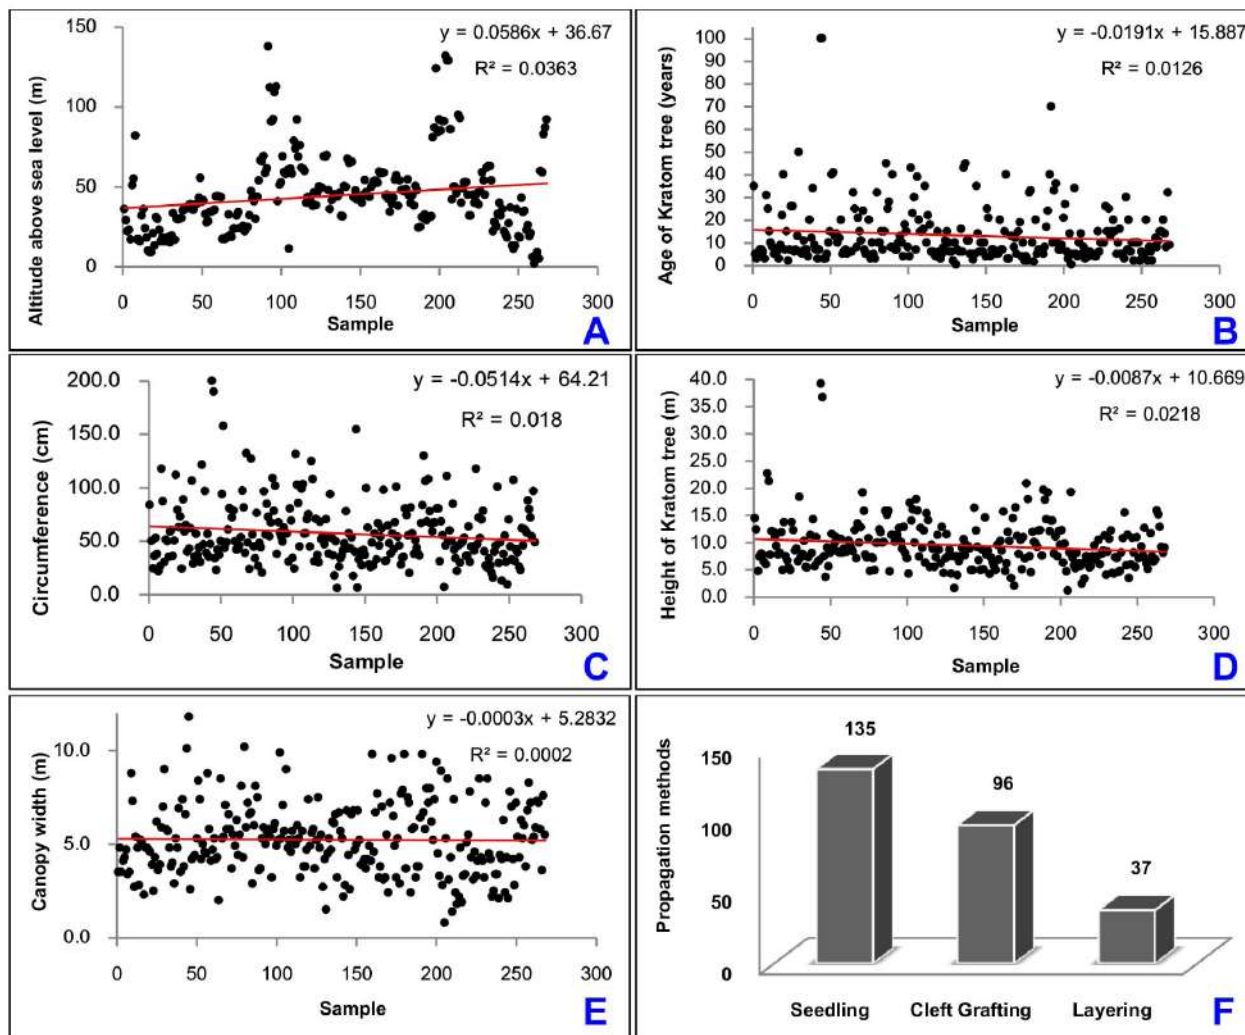 y = 0.0586x + 36.67
R² = 0.0363
Altitude above sea level (m)
150
100
50
0
0 50 100 150 200 250 300
Sample
A
y = -0.0191x + 15.887
R² = 0.0126
Age of Kratom tree (years)
100
90
80
70
60
50
40
30
20
10
0
0 50 100 150 200 250 300
Sample
B
y = -0.0514x + 64.21
R² = 0.018
Circumference (cm)
200.0
150.0
100.0
50.0
0.0
0 50 100 150 200 250 300
Sample
C
y = -0.0087x + 10.669
R² = 0.0218
Height of Kratom tree (m)
40.0
35.0
30.0
25.0
20.0
15.0
10.0
5.0
0.0
0 50 100 150 200 250 300
Sample
D
y = -0.0003x + 5.2832
R² = 0.0002
Canopy width (m)
10.0
5.0
0.0
0 50 100 150 200 250 300
Sample
E
Propagation methods
150
100
50
0
135
96
37
Seedling Cleft Grafting Layering
F